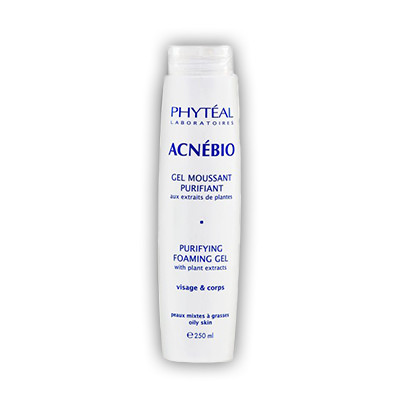 PHYTÉAL
LABORATOIRES
ACNÉBIO
GEL MOUSSANT
PURIFIANT
aux extraits de plantes
PURIFYING
FOAMING GEL
with plant extracts
visage & corps
peaux mixtes à grasses
oily skin
℮ 250 ml